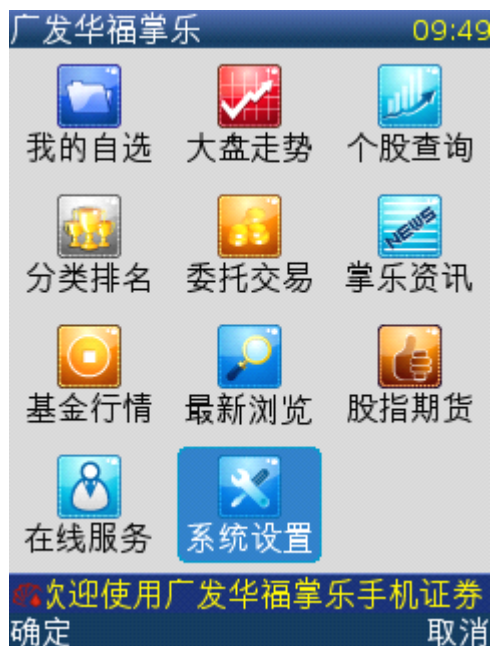 广发华福掌乐 09:49
我的自选 大盘走势 个股查询
NEWS
分类排名 委托交易 掌乐资讯
基金行情 最新浏览 股指期货
在线服务 系统设置
欢迎使用广发华福掌乐手机证券
确定 取消